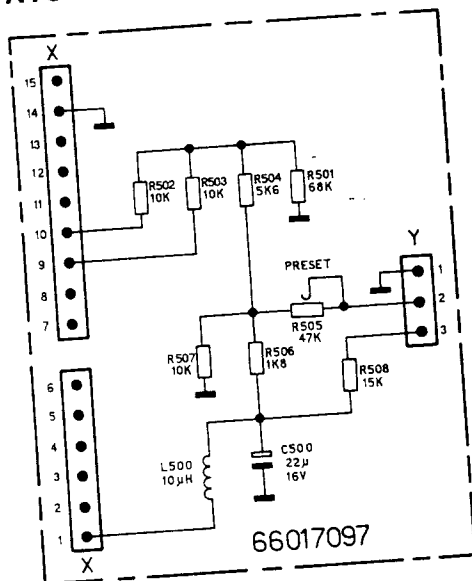 X
15
14
13
12
11
10
9
8
7
R502
10K
R503
10K
R504
5K6
R501
68K
PRESET
R505
47K
Y
1
2
3
R507
10K
R506
1K8
R508
15K
6
5
4
3
2
1
X
L500
10µH
C500
22µ
16V
66017097